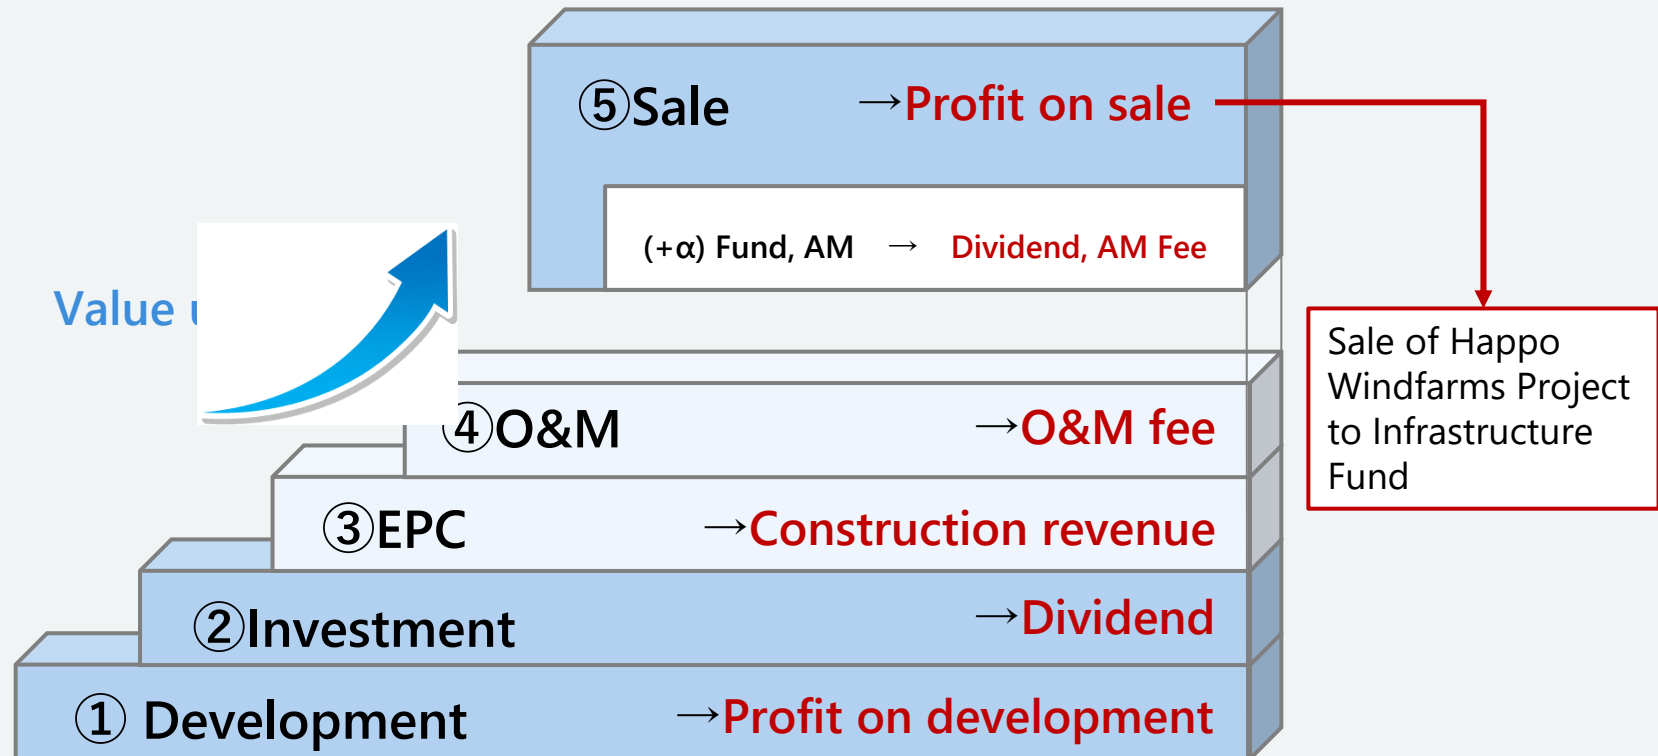 ⑤Sale →Profit on sale
(+α) Fund, AM → Dividend, AM Fee
Value
Sale of Happo
Windfarms Project
to Infrastructure
Fund
④O&M →O&M fee
③EPC →Construction revenue
②Investment →Dividend
① Development →Profit on development